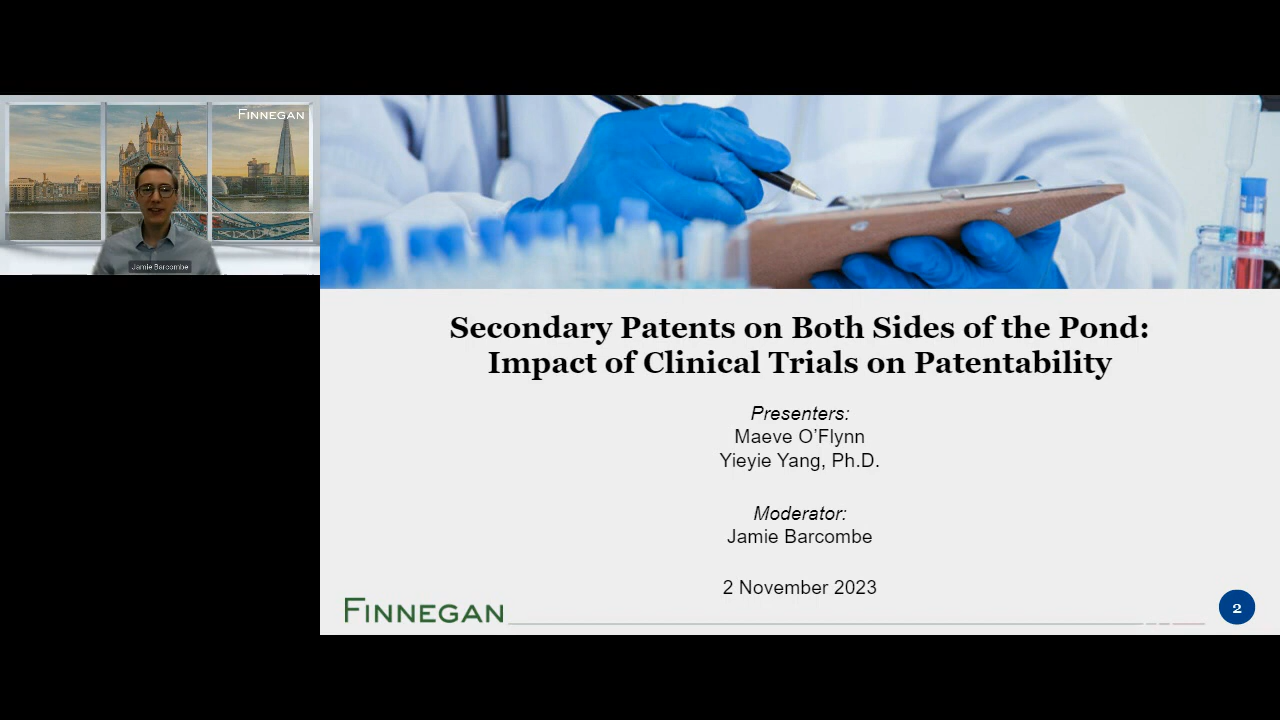 FINNEGAN
Jamie Barcombe
Secondary Patents on Both Sides of the Pond:
Impact of Clinical Trials on Patentability
Presenters:
Maeve O’Flynn
Yieyie Yang, Ph.D.
Moderator:
Jamie Barcombe
2 November 2023
FINNEGAN
2